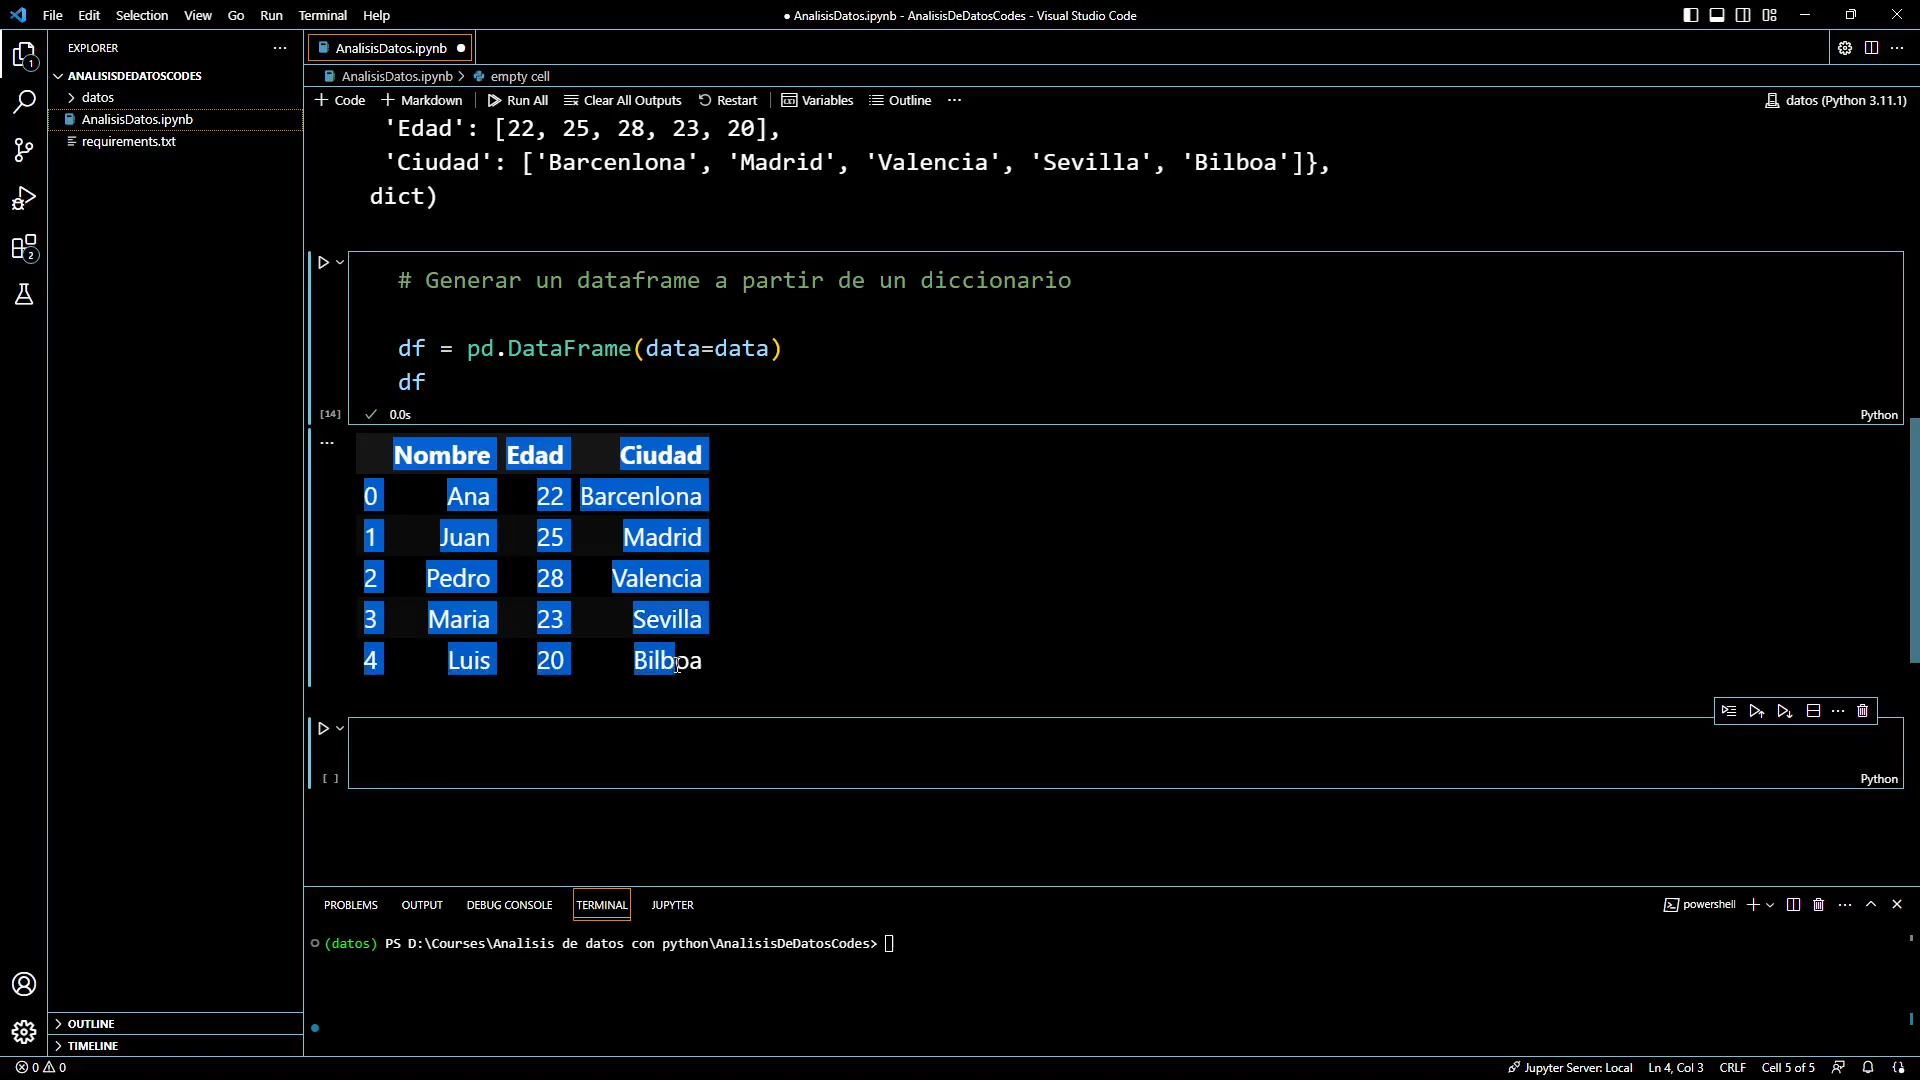 File Edit Selection View Go Run Terminal Help
● AnalisisDatos.ipynb - AnalisisDeDatosCodes - Visual Studio Code
EXPLORER
ANALISISDEDATOSCODES
datos
AnalisisDatos.ipynb
requirements.txt
OUTLINE
TIMELINE
1
2
AnalisisDatos.ipynb
AnalisisDatos.ipynb > empty cell
+ Code + Markdown Run All Clear All Outputs Restart Variables Outline ...
datos (Python 3.11.1)
'Edad': [22, 25, 28, 23, 20],
'Ciudad': ['Barcenlona', 'Madrid', 'Valencia', 'Sevilla', 'Bilboa']},
dict)
# Generar un dataframe a partir de un diccionario
df = pd.DataFrame(data=data)
df
[14] ✓ 0.0s Python
Nombre Edad Ciudad
0 Ana 22 Barcenlona
1 Juan 25 Madrid
2 Pedro 28 Valencia
3 Maria 23 Sevilla
4 Luis 20 Bilboa
[ ] Python
PROBLEMS OUTPUT DEBUG CONSOLE TERMINAL JUPYTER
powershell
(datos) PS D:\Courses\Analisis de datos con python\AnalisisDeDatosCodes>
0 0
Jupyter Server: Local Ln 4, Col 3 CRLF Cell 5 of 5